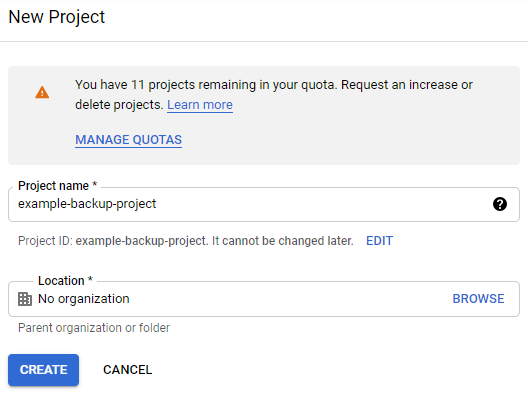 New Project
You have 11 projects remaining in your quota. Request an increase or
delete projects. Learn more
MANAGE QUOTAS
Project name *
example-backup-project
Project ID: example-backup-project. It cannot be changed later. EDIT
Location *
No organization BROWSE
Parent organization or folder
CREATE CANCEL